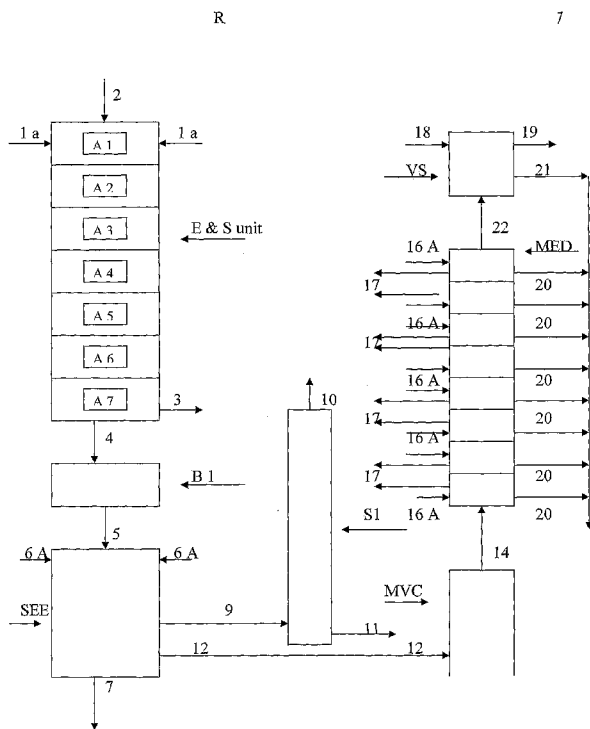 R 7
2
1 a 1 a 18 19
A 1
VS 21
A 2
22
A 3 E & S unit 16 A MED
A 4 17 20
A 5 16 A 20
17
A 6 16 A 20
A 7 3 10 17 20
4 16 A
B 1 17 20
S1 16 A 20
5 14
6 A 6 A
MVC
SEE 9
11
12 12
7